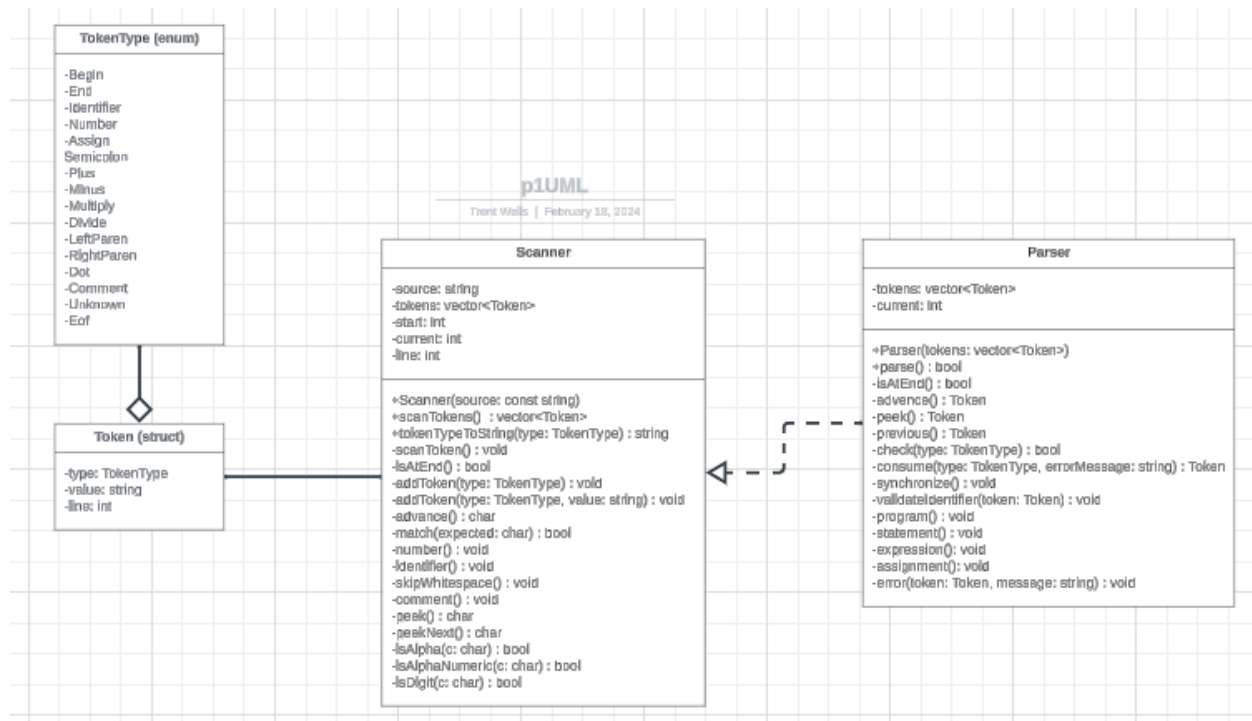 TokenType (enum)
-Begin
-End
-Identifier
-Number
-Assign
Semicolon
-Plus
-Minus
-Multiply
-Divide
-LeftParen
-RightParen
-Dot
-Comment
-Unknown
-Eof
Token (struct)
-type: TokenType
-value: string
-line: int
p1UML
Trent Wells | February 18, 2024
Scanner
-source: string
-tokens: vector<Token>
-start: int
-current: int
-line: int
+Scanner(source: const string)
+scanTokens() : vector<Token>
+tokenTypeToString(type: TokenType) : string
-scanToken() : void
-isAtEnd() : bool
-addToken(type: TokenType) : void
-addToken(type: TokenType, value: string) : void
-advance() : char
-match(expected: char) : bool
-number() : void
-identifier() : void
-skipWhitespace() : void
-comment() : void
-peek() : char
-peekNext() : char
-isAlpha(c: char) : bool
-isAlphaNumeric(c: char) : bool
-isDigit(c: char) : bool
Parser
-tokens: vector<Token>
-current: int
+Parser(tokens: vector<Token>)
+parse() : bool
-isAtEnd() : bool
-advence() : Token
-peek() : Token
-previous() : Token
-check(type: TokenType) : bool
-consume(type: TokenType, errorMessage: string) : Token
-synchronize() : void
-validateIdentifier(token: Token) : void
-program() : void
-statement() : void
-expression() : void
-assignment(): void
-error(token: Token, message: string) : void